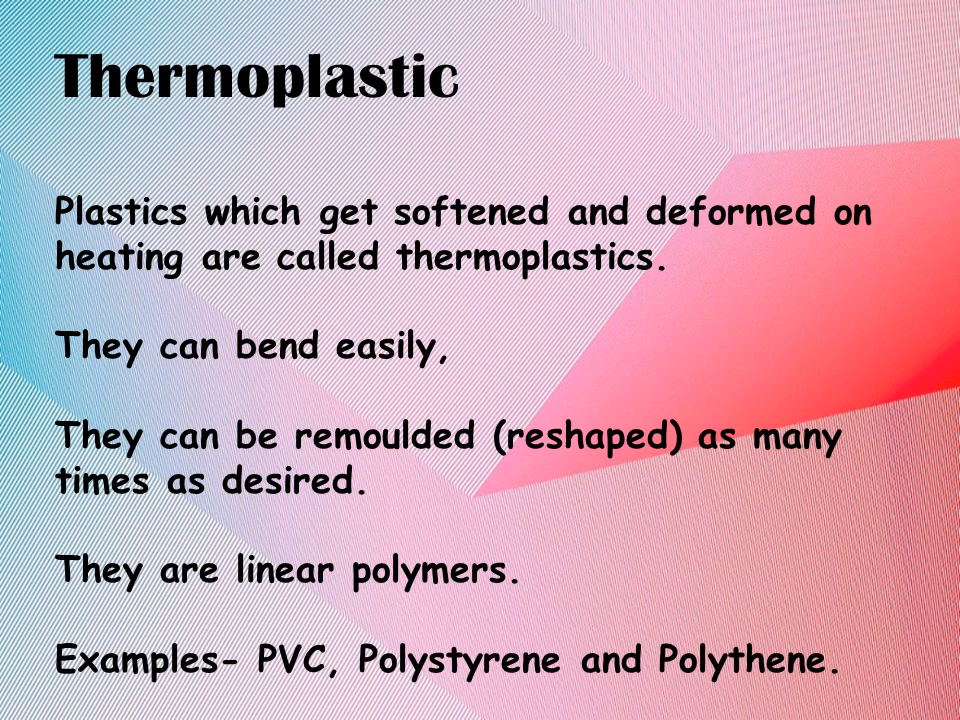 Thermoplastic
Plastics which get softened and deformed on
heating are called thermoplastics.
They can bend easily,
They can be remoulded (reshaped) as many
times as desired.
They are linear polymers.
Examples- PVC, Polystyrene and Polythene.